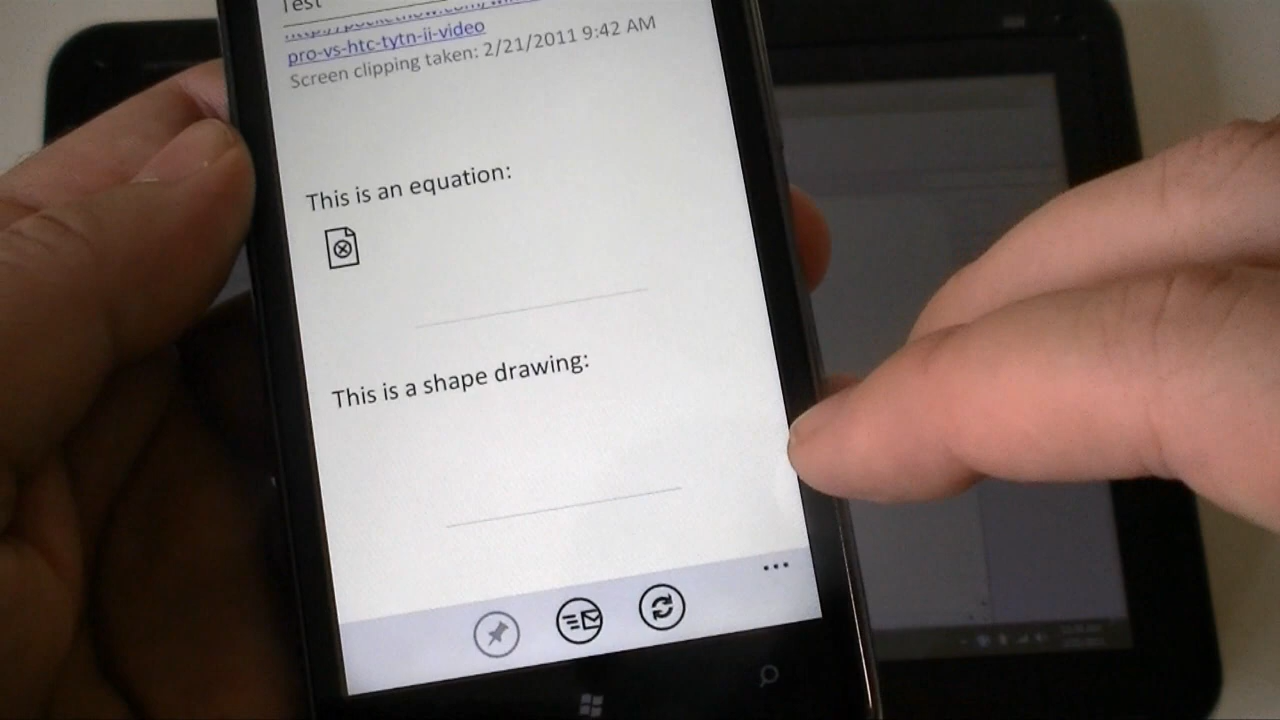 Test
pro-vs-htc-tytn-ii-video
Screen clipping taken: 2/21/2011 9:42 AM
This is an equation:
This is a shape drawing: